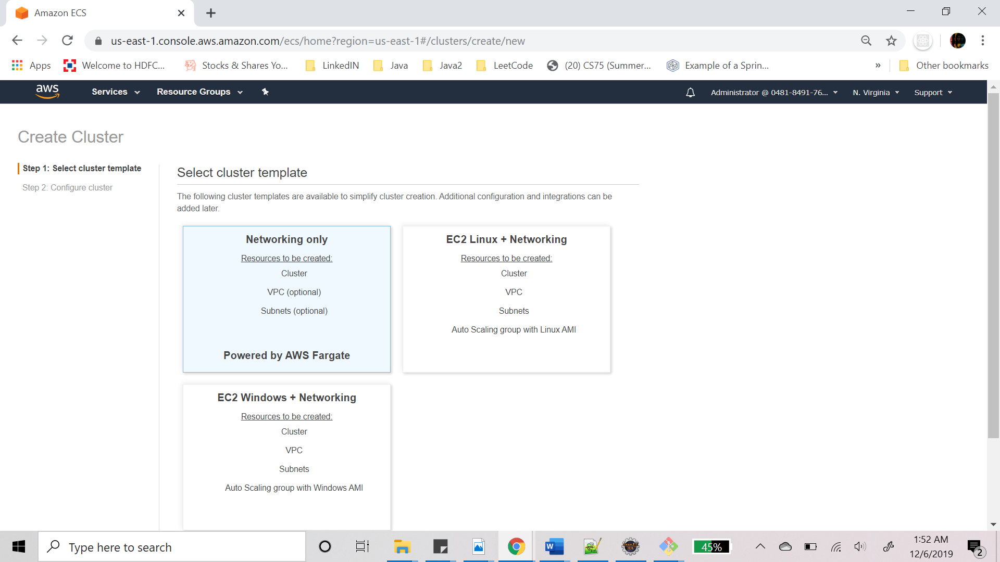 Amazon ECS
us-east-1.console.aws.amazon.com/ecs/home?region=us-east-1#/clusters/create/new
Apps Welcome to HDFC... Stocks & Shares Yo... LinkedIN Java Java2 LeetCode (20) CS75 (Summer... Example of a Sprin... » Other bookmarks
aws Services Resource Groups Administrator @ 0481-8491-76... N. Virginia Support
Create Cluster
Step 1: Select cluster template
Step 2: Configure cluster
Select cluster template
The following cluster templates are available to simplify cluster creation. Additional configuration and integrations can be
added later.
Networking only
Resources to be created:
Cluster
VPC (optional)
Subnets (optional)
Powered by AWS Fargate
EC2 Linux + Networking
Resources to be created:
Cluster
VPC
Subnets
Auto Scaling group with Linux AMI
EC2 Windows + Networking
Resources to be created:
Cluster
VPC
Subnets
Auto Scaling group with Windows AMI
Type here to search
45%
1:52 AM
12/6/2019
2